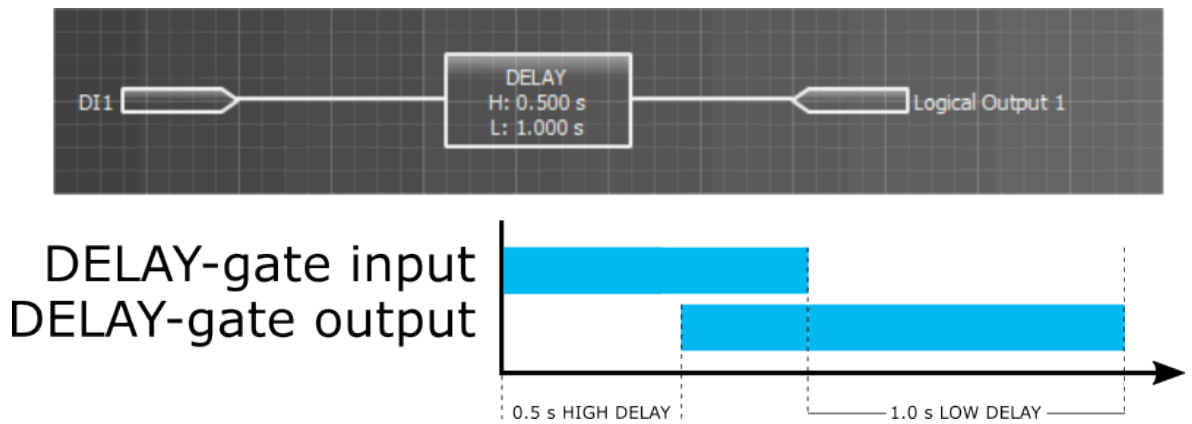 DI1
DELAY
H: 0.500 s
L: 1.000 s
Logical Output 1
DELAY-gate input
DELAY-gate output
0.5 s HIGH DELAY
1.0 s LOW DELAY